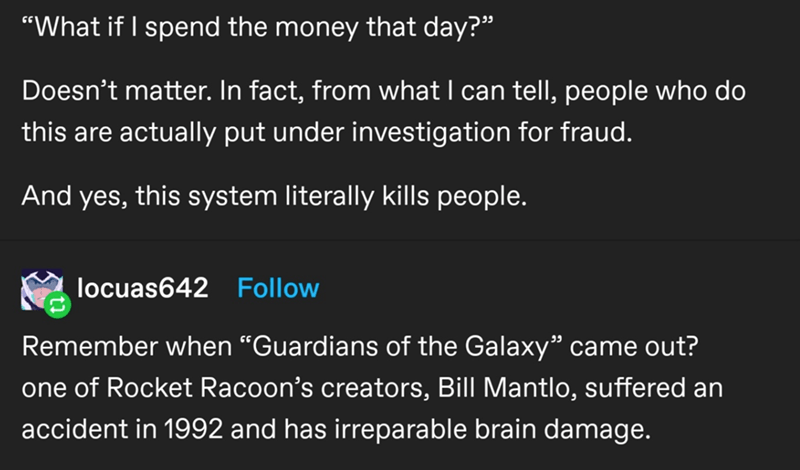 “What if I spend the money that day?”
Doesn’t matter. In fact, from what I can tell, people who do
this are actually put under investigation for fraud.
And yes, this system literally kills people.
locuas642 Follow
Remember when “Guardians of the Galaxy” came out?
one of Rocket Racoon’s creators, Bill Mantlo, suffered an
accident in 1992 and has irreparable brain damage.